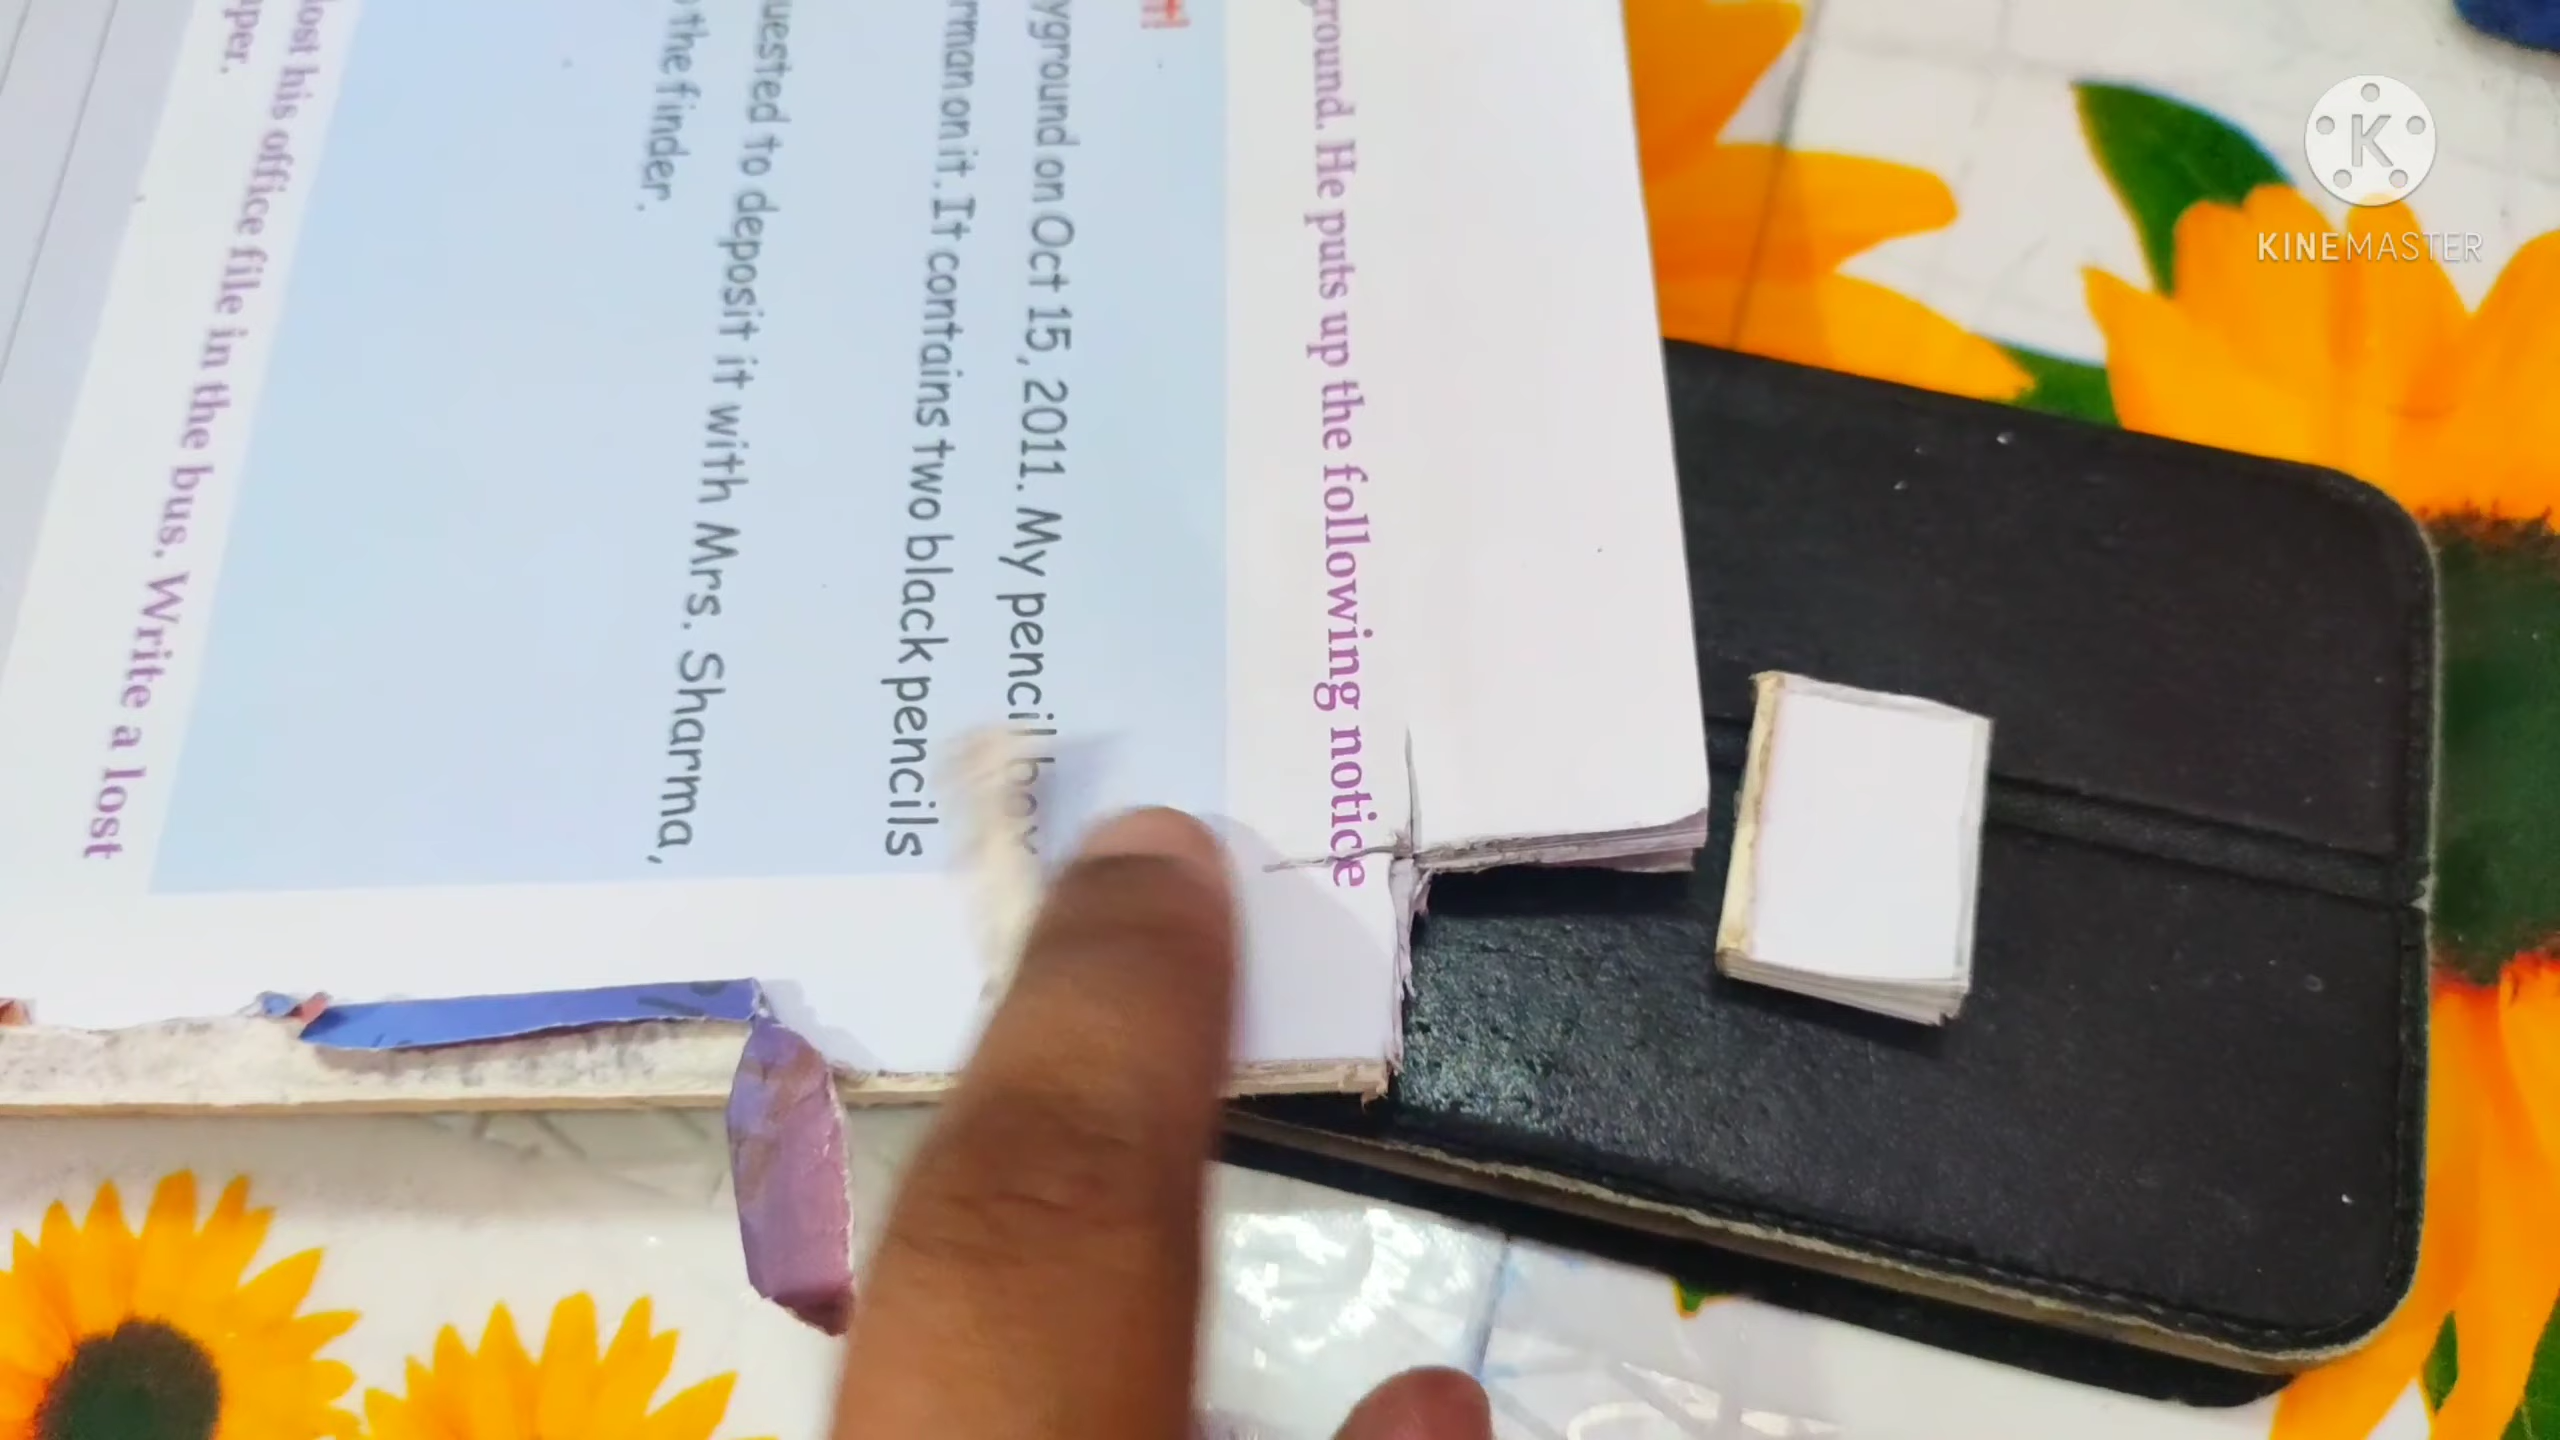 ground. He puts up the following notice
yground on Oct 15, 2011. My pencil box
rman on it. It contains two black pencils
uested to deposit it with Mrs. Sharma,
the finder.
lost his office file in the bus. Write a lost
per.
K
KINEMASTER